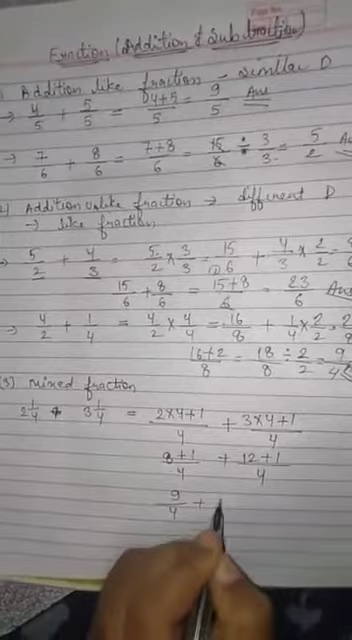 Fraction (Addition & Subtraction)
1) Addition like fraction - similar D
→ 4/5 + 5/5 = 4+5/5 = 9/5 Ans
→ 7/6 + 8/6 = 7+8/6 = 15/6 ÷ 3/3 = 5/2 A
2) Addition unlike fraction → different D
→ like fraction
→ 5/2 + 4/3 = 5/2 × 3/3 = 15/6 + 4/3 × 2/2 =
15/6 + 8/6 = 15+8/6 = 23/6 Ans
→ 4/2 + 1/4 = 4/2 × 4/4 = 16/8 + 1/4 × 2/2 = 2/8
16+2/8 = 18/8 ÷ 2/2 = 9/4
(3) Mixed fraction
2 1/4 + 3 1/4 = 2×4+1/4 + 3×4+1/4
8+1/4 + 12+1/4
9/4 +